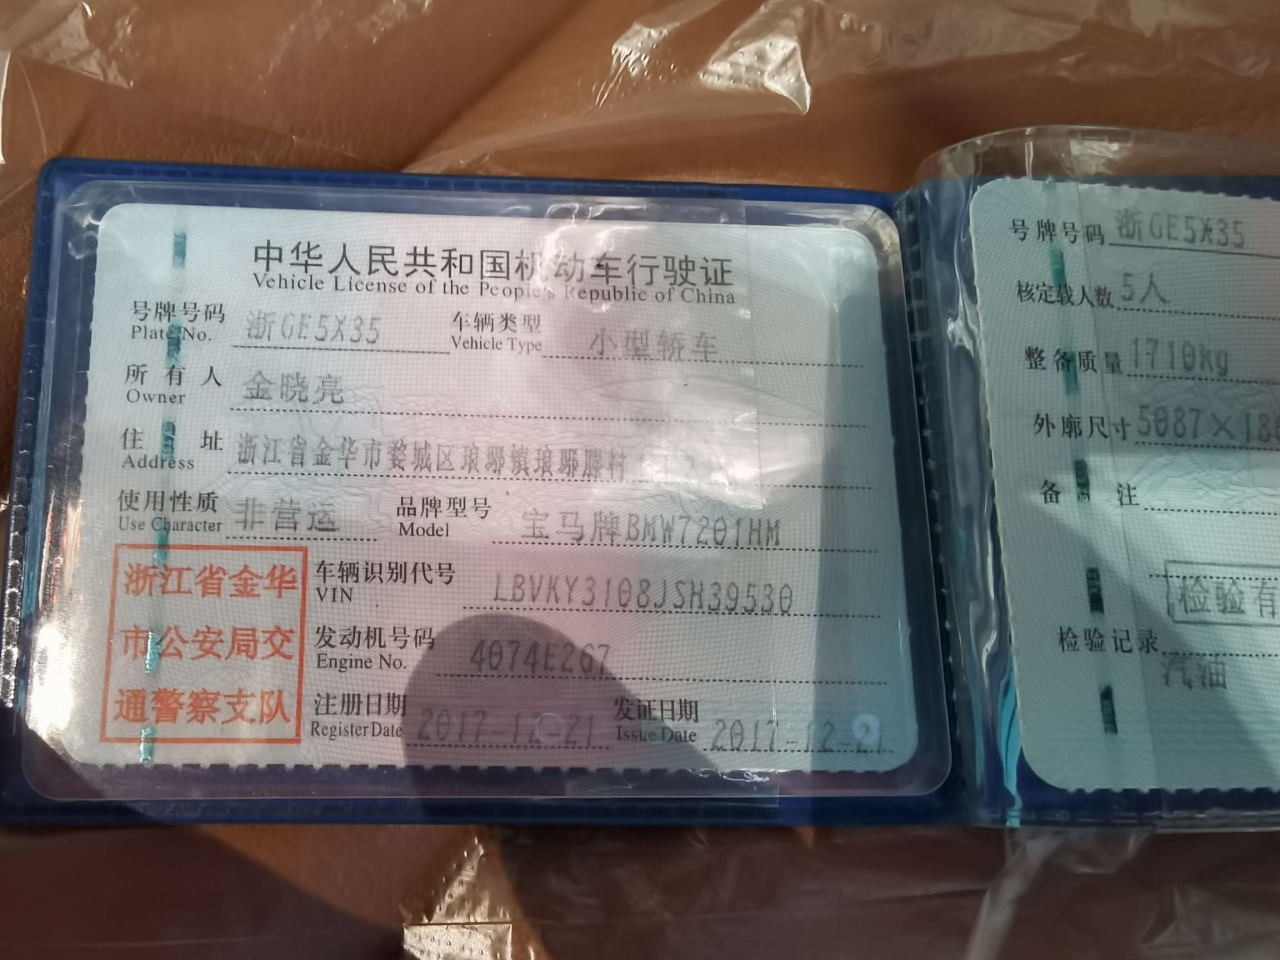 中华人民共和国机动车行驶证
Vehicle License of the People's Republic of China
号牌号码 浙GE5X35 车辆类型 小型轿车
Plate No. Vehicle Type
所有人 金晓亮
Owner
住址 浙江省金华市婺城区琅琊镇琅琊滕村
Address
使用性质 非营运 品牌型号 宝马牌BMW7201HM
Use Character Model
浙江省金华
市公安局交
通警察支队
车辆识别代号 LBVKY3108JSH39530
VIN
发动机号码 4074E267
Engine No.
注册日期 2017-12-21 发证日期 2017-12-21
Register Date Issue Date
号牌号码 浙GE5X35
核定载人数 5人
整备质量 1710kg
外廓尺寸 5087×18
备注
检验有
检验记录
汽油